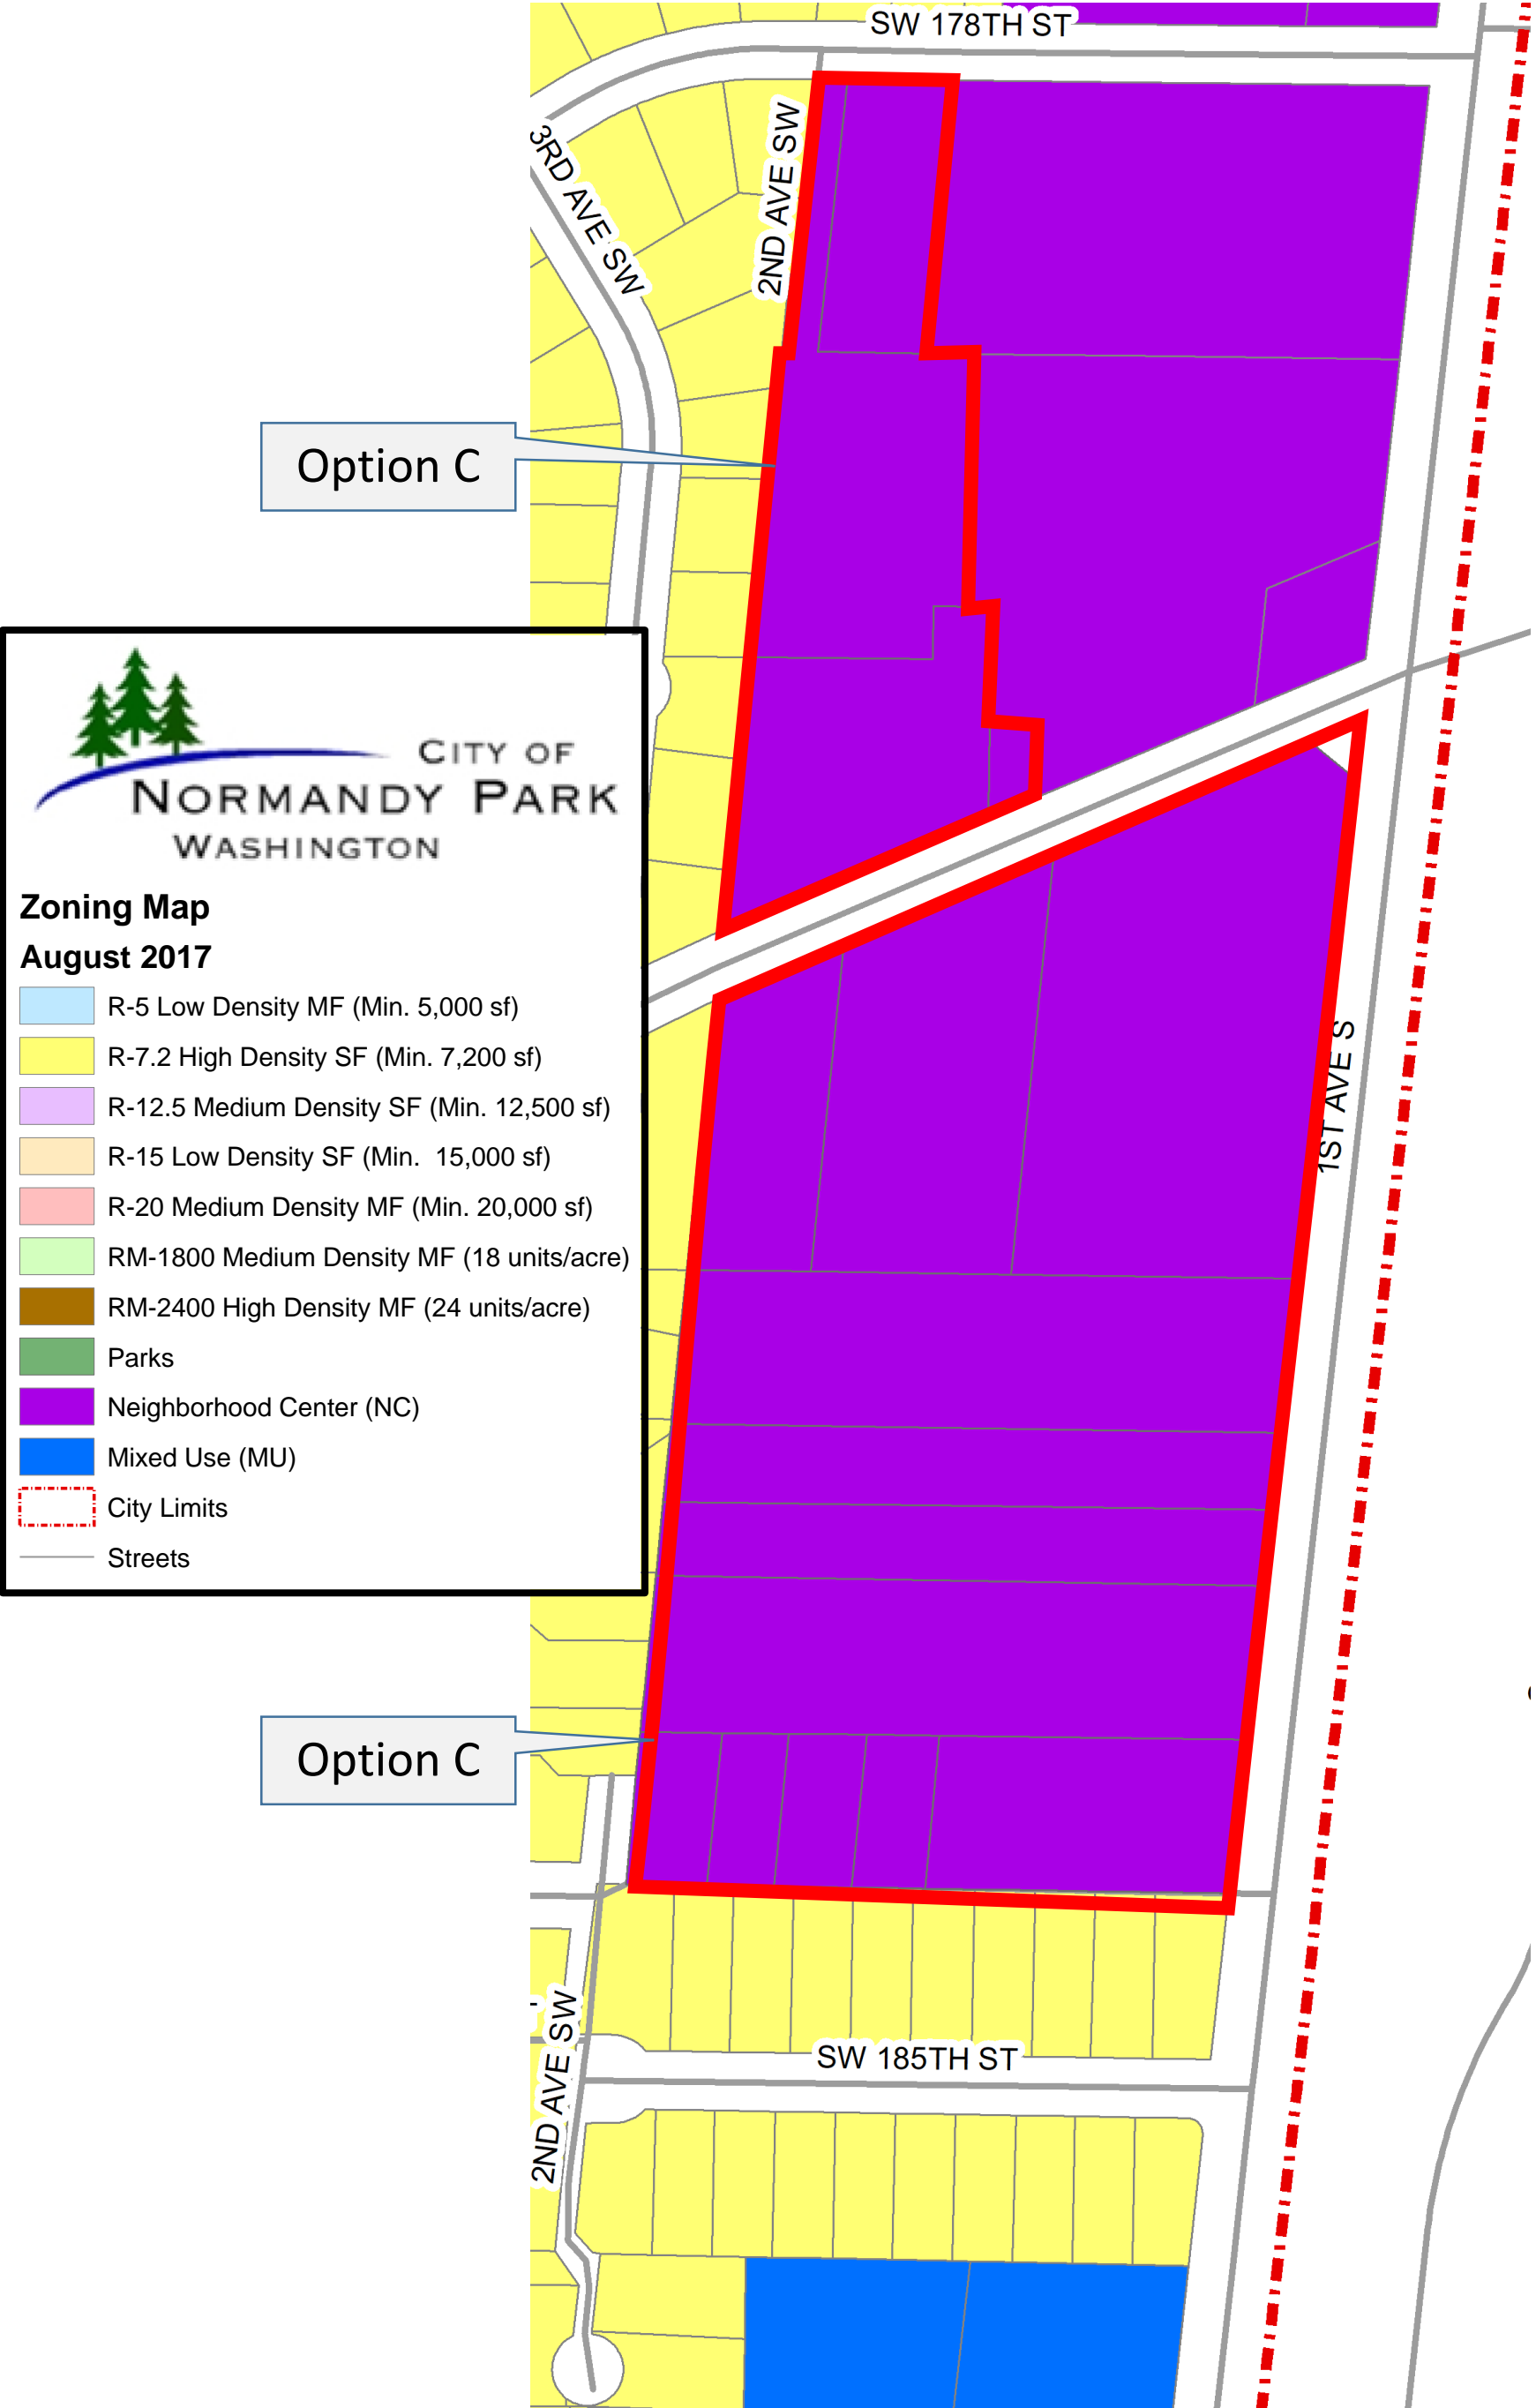 SW 178TH ST
3RD AVE SW
2ND AVE SW
Option C
CITY OF
NORMANDY PARK
WASHINGTON
Zoning Map
August 2017
R-5 Low Density MF (Min. 5,000 sf)
R-7.2 High Density SF (Min. 7,200 sf)
R-12.5 Medium Density SF (Min. 12,500 sf)
R-15 Low Density SF (Min. 15,000 sf)
R-20 Medium Density MF (Min. 20,000 sf)
RM-1800 Medium Density MF (18 units/acre)
RM-2400 High Density MF (24 units/acre)
Parks
Neighborhood Center (NC)
Mixed Use (MU)
City Limits
Streets
1ST AVE S
Option C
2ND AVE SW
SW 185TH ST